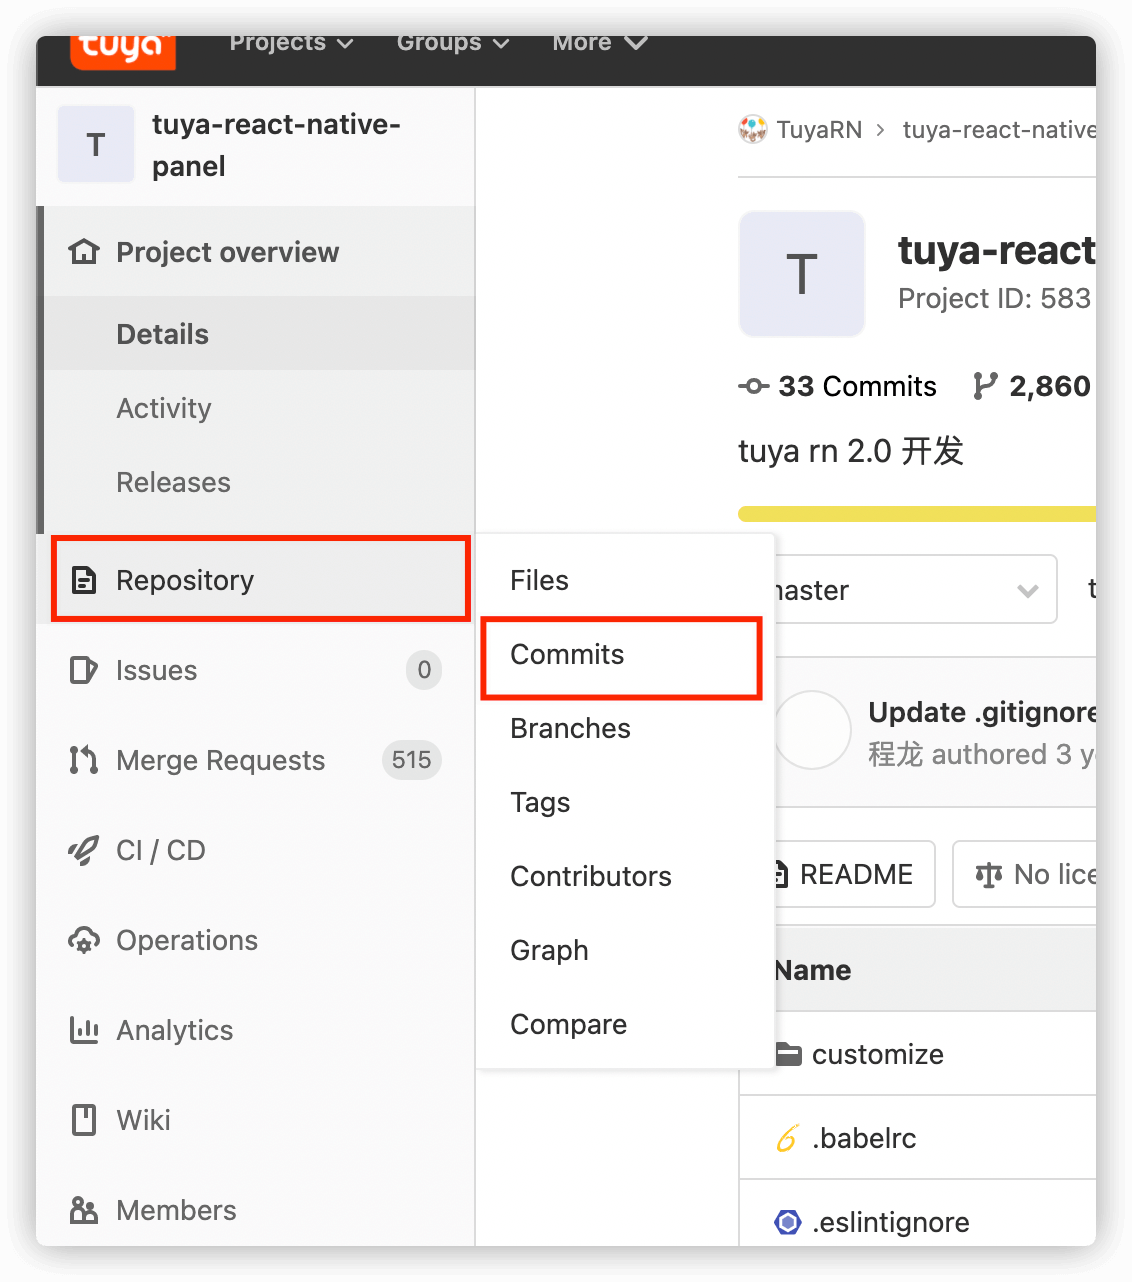 tuya
Projects
Groups
More
T
tuya-react-native-
panel
Project overview
Details
Activity
Releases
Repository
Issues
0
Merge Requests
515
CI / CD
Operations
Analytics
Wiki
Members
Files
Commits
Branches
Tags
Contributors
Graph
Compare
TuyaRN > tuya-react-native
T
tuya-react
Project ID: 583
33 Commits
2,860
tuya rn 2.0 开发
master
Update .gitignore
程龙 authored 3 y
README
No lice
Name
customize
.babelrc
.eslintignore